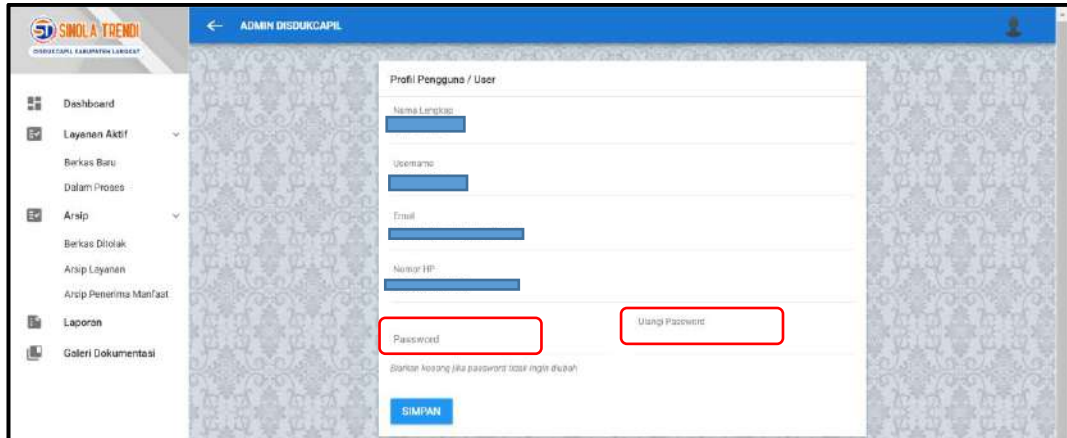 SINOLA TRENDI
DISDUKCAPIL KABUPATEN LANGKAT
ADMIN DISDUKCAPIL
Dashboard
Layanan Aktif
Berkas Baru
Dalam Proses
Arsip
Berkas Ditolak
Arsip Layanan
Arsip Penerima Manfaat
Laporan
Galeri Dokumentasi
Profil Pengguna / User
Nama Lengkap
Username
Email
Nomor HP
Password
Ulangi Password
Biarkan kosong jika password tidak ingin diubah
SIMPAN